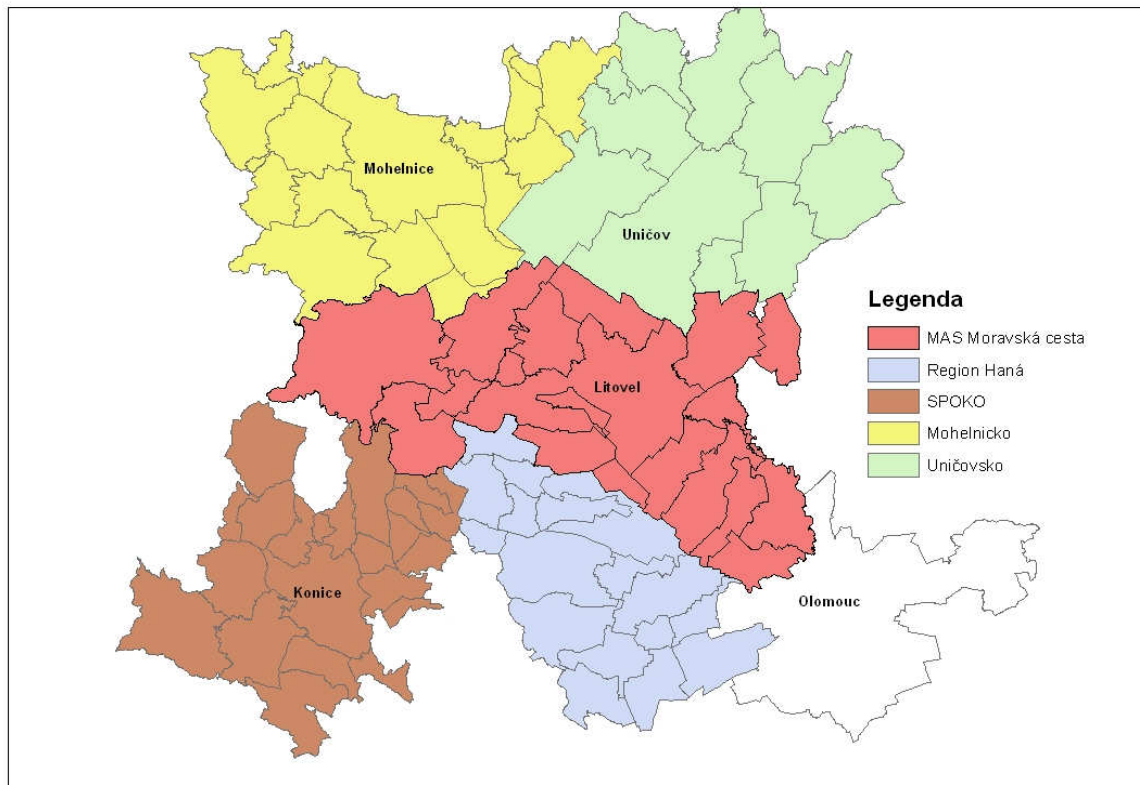 Mohelnice
Uničov
Legenda
MAS Moravská cesta
Region Haná
SPOKO
Mohelnicko
Uničovsko
Litovel
Konice
Olomouc